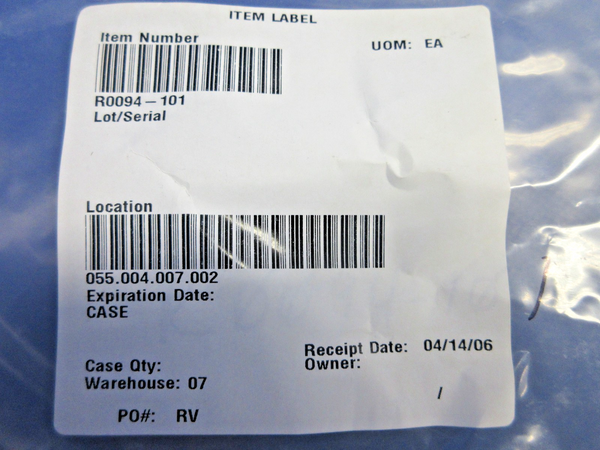 ITEM LABEL
Item Number
UOM: EA
R0094-101
Lot/Serial
Location
055.004.007.002
Expiration Date:
CASE
Receipt Date: 04/14/06
Case Qty:
Owner:
Warehouse: 07
/
PO#: RV